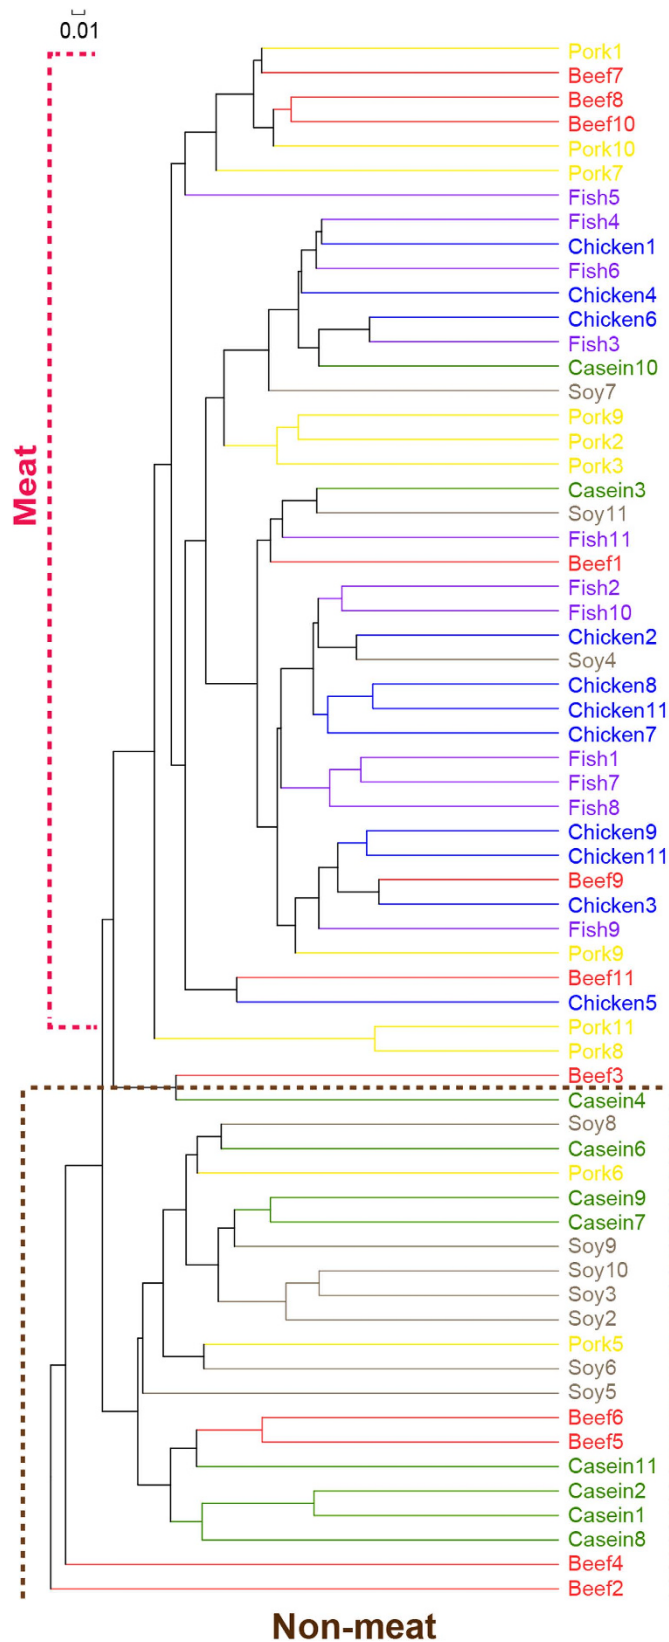 0.01
Pork1
Beef7
Beef8
Beef10
Pork10
Pork7
Fish5
Fish4
Chicken1
Fish6
Chicken4
Chicken6
Fish3
Casein10
Soy7
Pork9
Pork2
Pork3
Meat
Casein3
Soy11
Fish11
Beef1
Fish2
Fish10
Chicken2
Soy4
Chicken8
Chicken11
Chicken7
Fish1
Fish7
Fish8
Chicken9
Chicken11
Beef9
Chicken3
Fish9
Pork9
Beef11
Chicken5
Pork11
Pork8
Beef3
Casein4
Soy8
Casein6
Pork6
Casein9
Casein7
Soy9
Soy10
Soy3
Soy2
Pork5
Soy6
Soy5
Beef6
Beef5
Casein11
Casein2
Casein1
Casein8
Beef4
Beef2
Non-meat